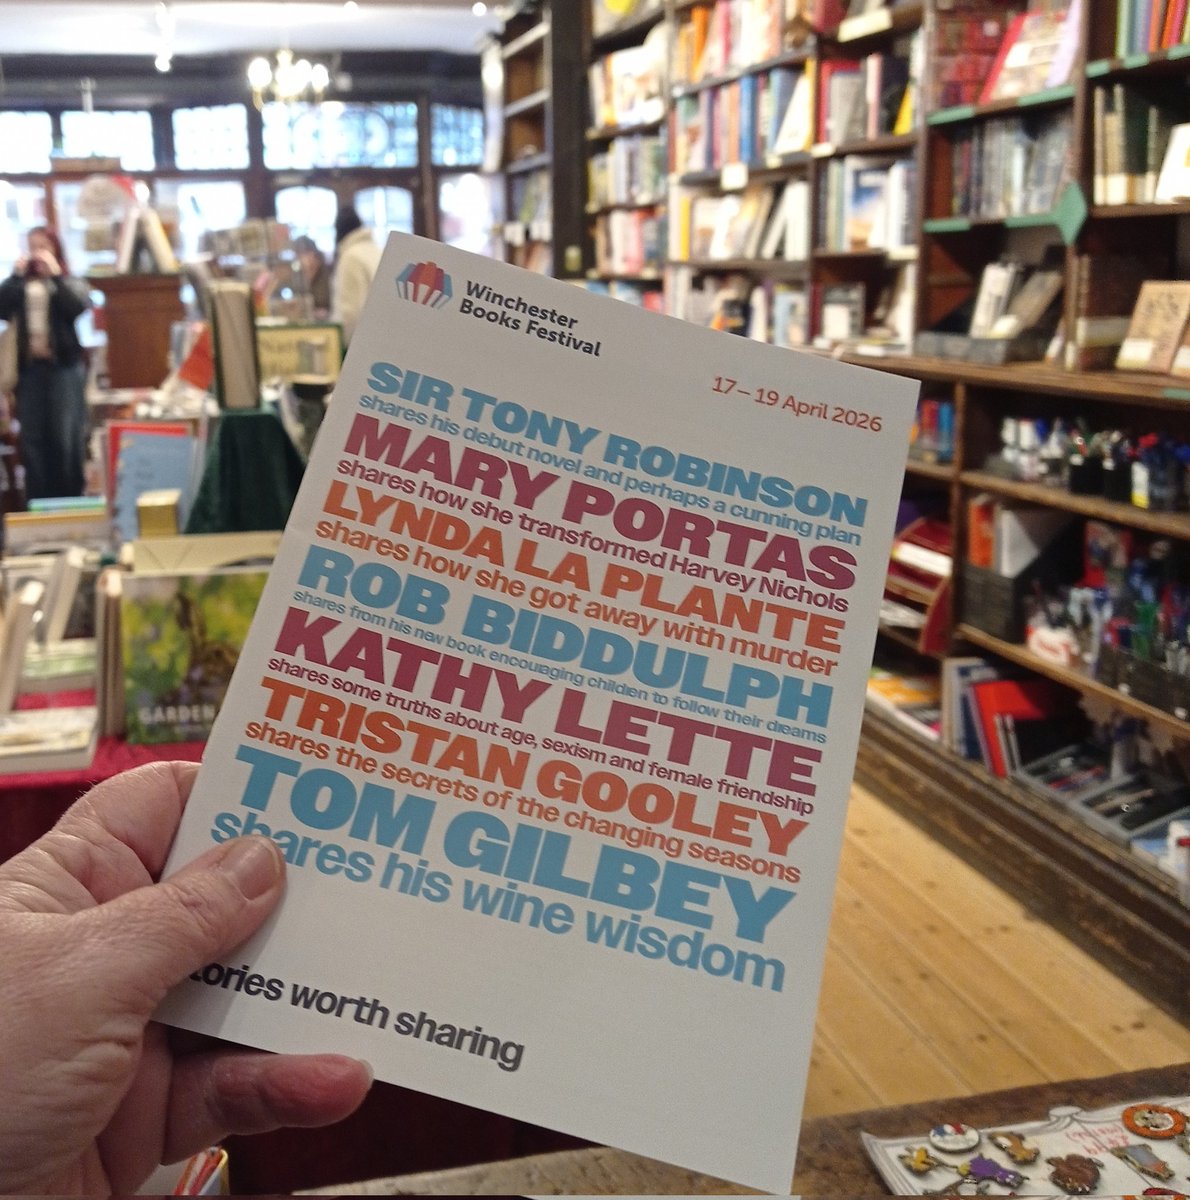 Winchester
Books Festival
17 – 19 April 2026
SIR TONY ROBINSON
shares his debut novel and perhaps a cunning plan
MARY PORTAS
shares how she transformed Harvey Nichols
LYNDA LA PLANTE
shares how she got away with murder
ROB BIDDULPH
shares from his new book encouraging children to follow their dreams
KATHY LETTE
shares some truths about age, sexism and female friendship
TRISTAN GOOLEY
shares the secrets of the changing seasons
TOM GILBEY
shares his wine wisdom
tories worth sharing
GARDEN